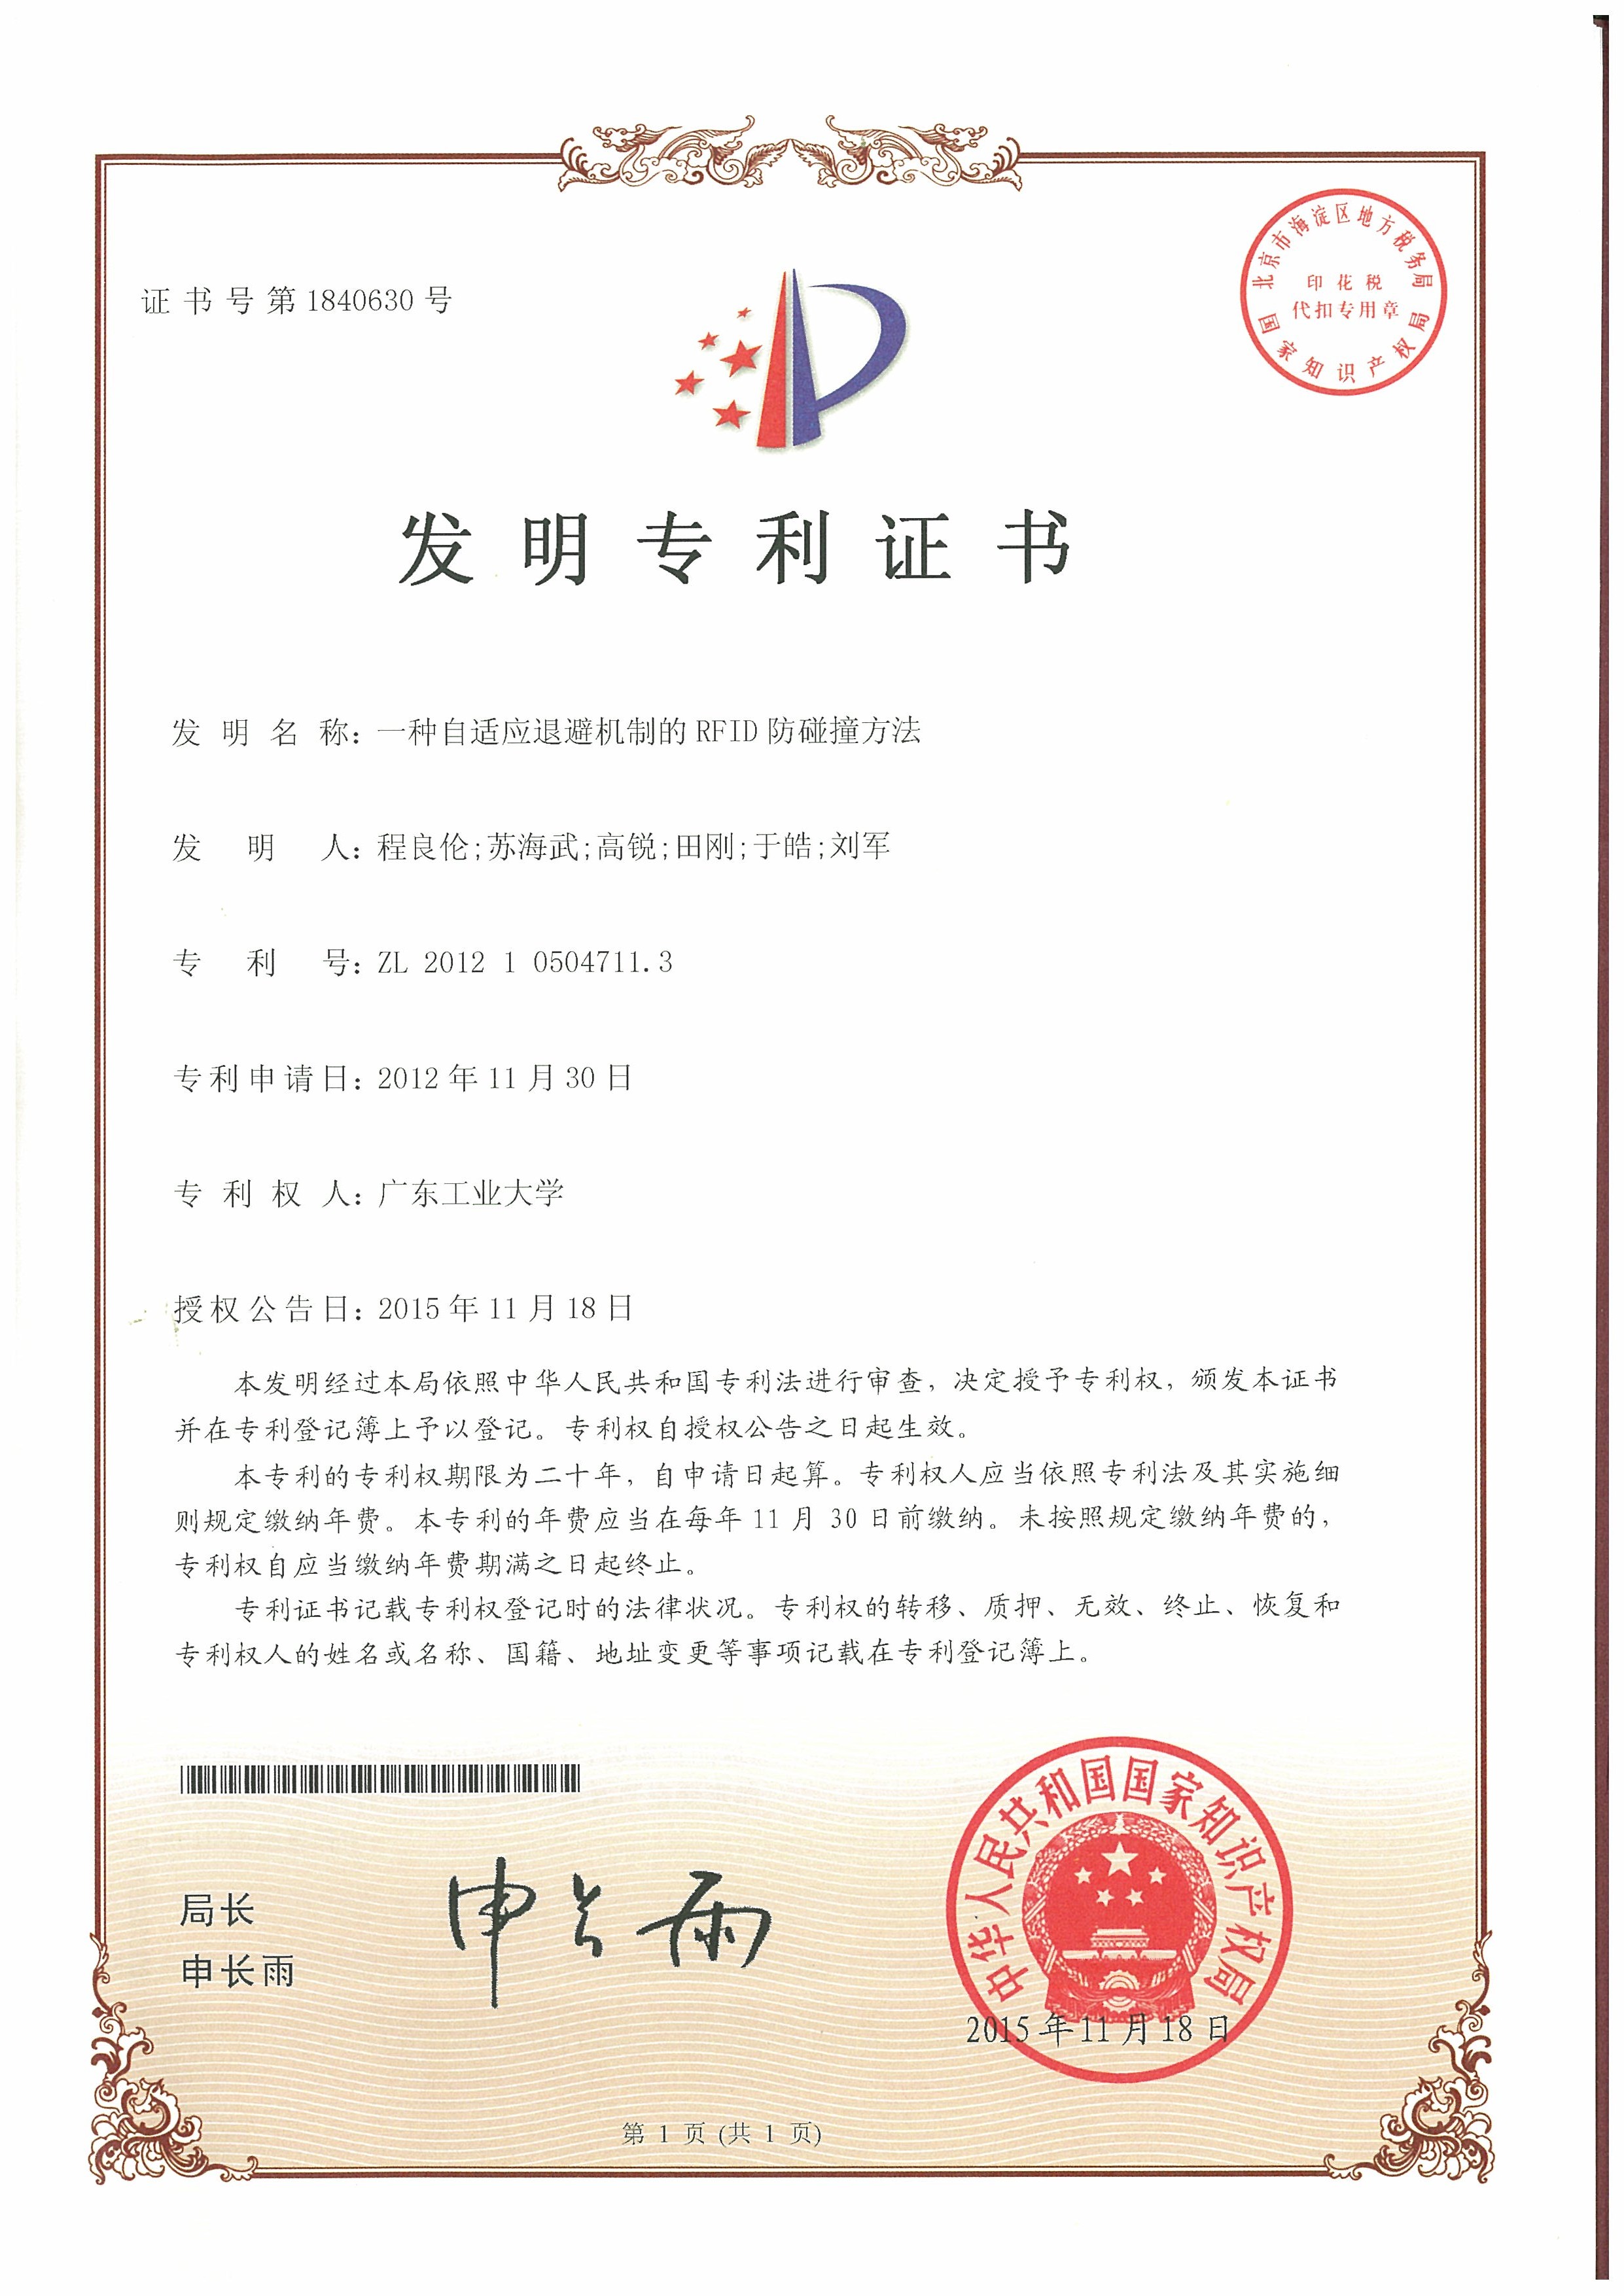 证书号第1840630号
北京市海淀区地方税务局
印花税
代扣专用章
国家知识产权局
发明专利证书
发明名称：一种自适应退避机制的RFID防碰撞方法
发明人：程良伦;苏海武;高锐;田刚;于皓;刘军
专利号：ZL 2012 1 0504711.3
专利申请日：2012年11月30日
专利权人：广东工业大学
授权公告日：2015年11月18日
本发明经过本局依照中华人民共和国专利法进行审查，决定授予专利权，颁发本证书
并在专利登记簿上予以登记。专利权自授权公告之日起生效。
本专利的专利权期限为二十年，自申请日起算。专利权人应当依照专利法及其实施细
则规定缴纳年费。本专利的年费应当在每年11月30日前缴纳。未按照规定缴纳年费的，
专利权自应当缴纳年费期满之日起终止。
专利证书记载专利权登记时的法律状况。专利权的转移、质押、无效、终止、恢复和
专利权人的姓名或名称、国籍、地址变更等事项记载在专利登记簿上。
局长
申长雨
申长雨
中华人民共和国国家知识产权局
2015年11月18日
第 1 页 (共 1 页)